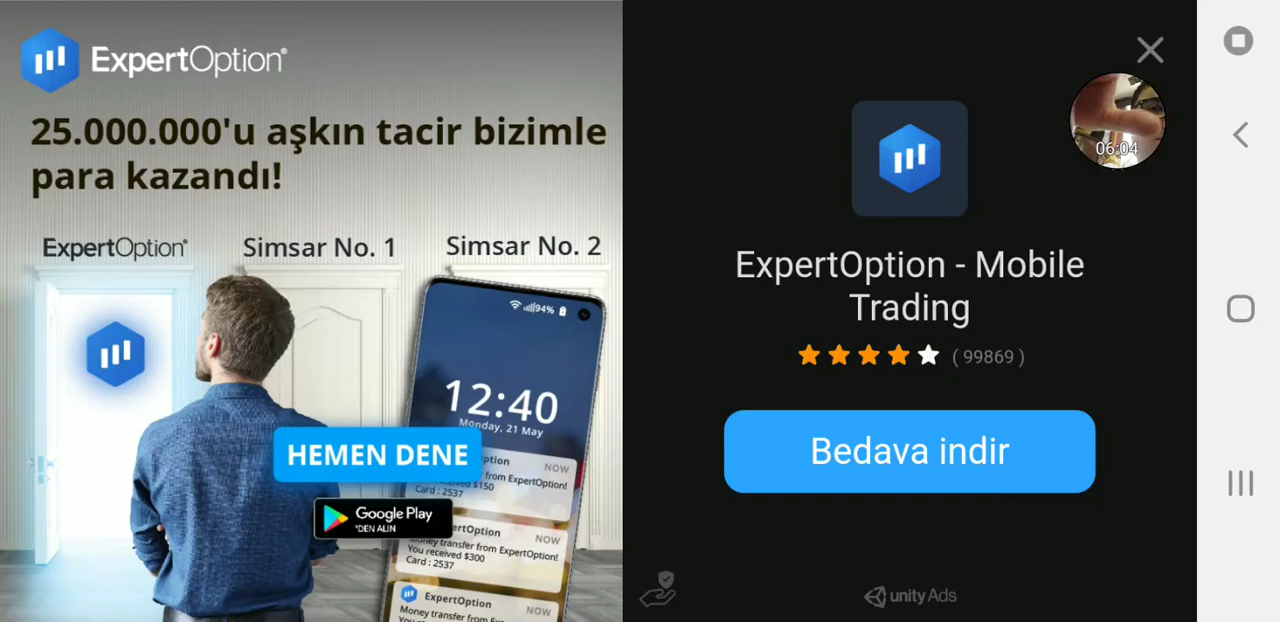 ExpertOption®
25.000.000'u aşkın tacir bizimle
para kazandı!
ExpertOption®
Simsar No. 1
Simsar No. 2
94%
12:40
Monday, 21 May
HEMEN DENE
NOW
from ExpertOption!
received $150
Card : 2537
Google Play
'DEN ALIN
NOW
Money transfer from ExpertOption!
You received $300
Card : 2537
ExpertOption
NOW
Money transfer from
06:04
ExpertOption - Mobile
Trading
( 99869 )
Bedava indir
unity Ads